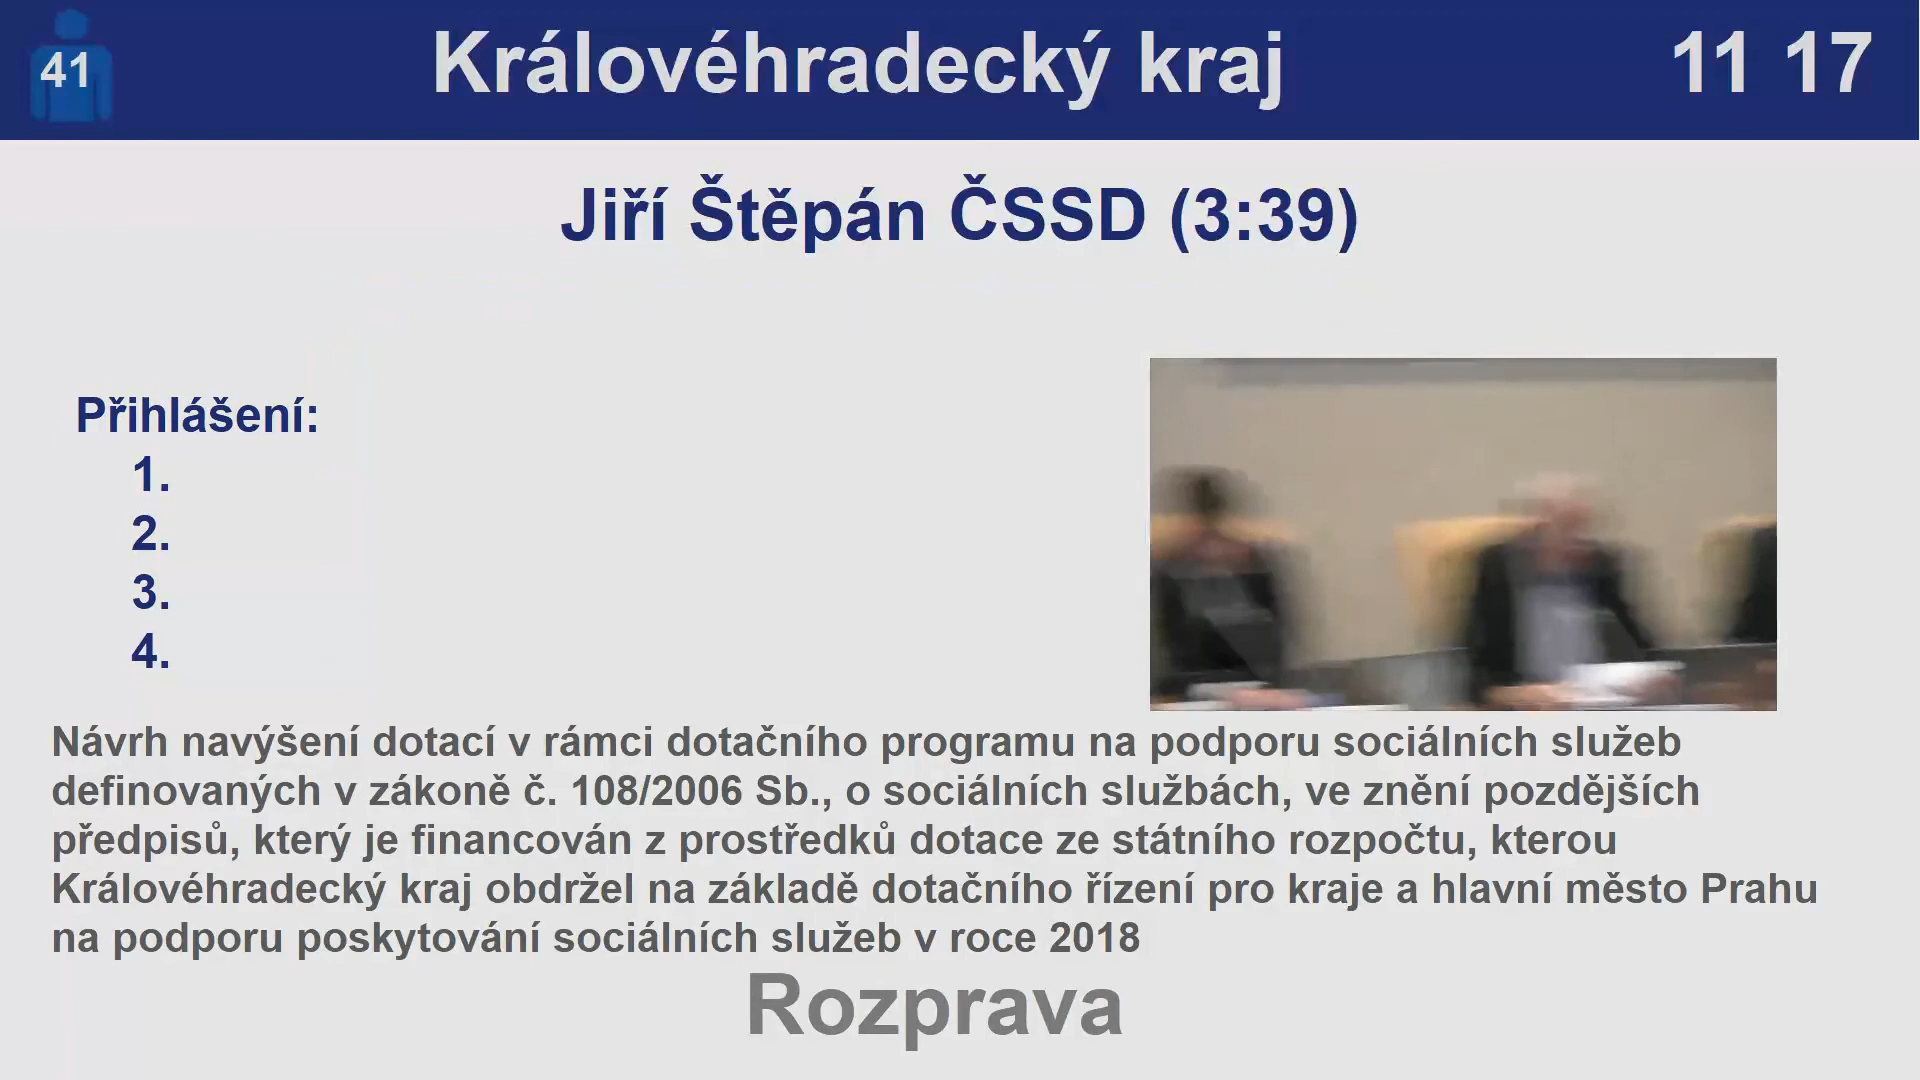 41
Královéhradecký kraj
11 17
Jiří Štěpán ČSSD (3:39)
Přihlášení:
1.
2.
3.
4.
Návrh navýšení dotací v rámci dotačního programu na podporu sociálních služeb
definovaných v zákoně č. 108/2006 Sb., o sociálních službách, ve znění pozdějších
předpisů, který je financován z prostředků dotace ze státního rozpočtu, kterou
Královéhradecký kraj obdržel na základě dotačního řízení pro kraje a hlavní město Prahu
na podporu poskytování sociálních služeb v roce 2018
Rozprava